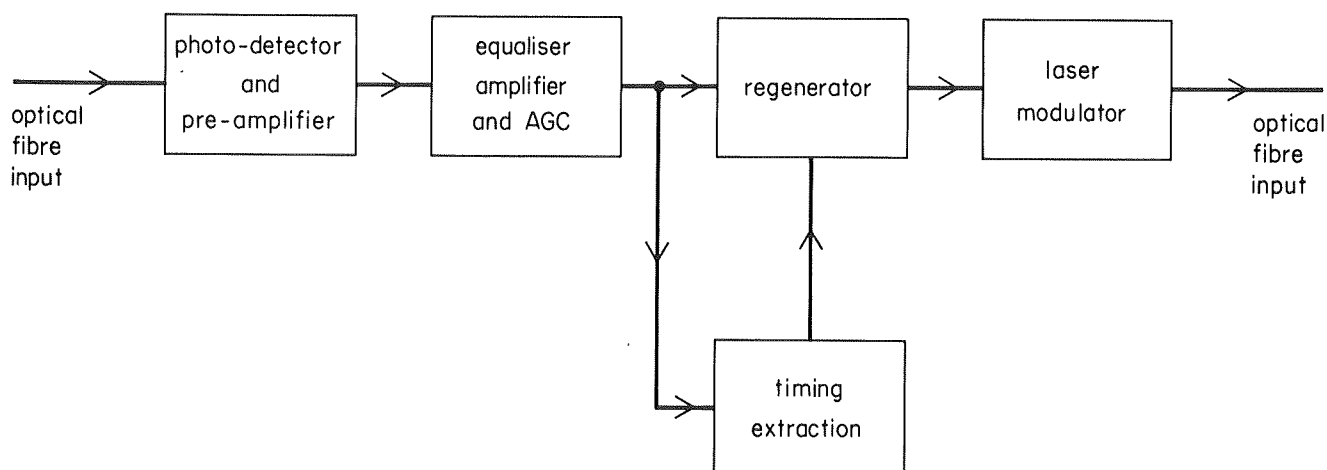 optical
fibre
input
photo-detector
and
pre-amplifier
equaliser
amplifier
and AGC
regenerator
laser
modulator
optical
fibre
input
timing
extraction